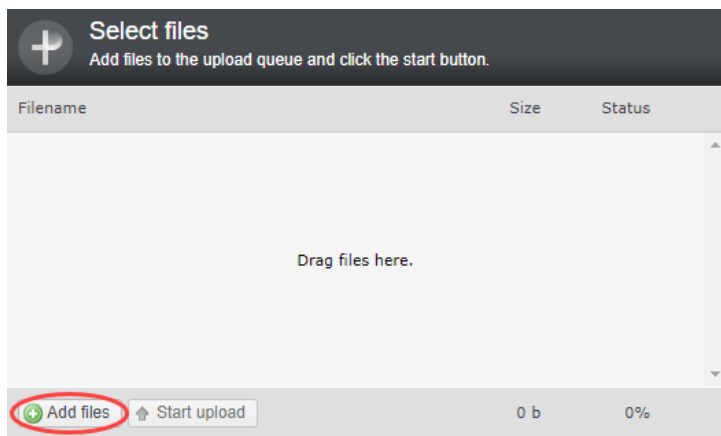 Select files
Add files to the upload queue and click the start button.
Filename Size Status
Drag files here.
Add files Start upload 0 b 0%